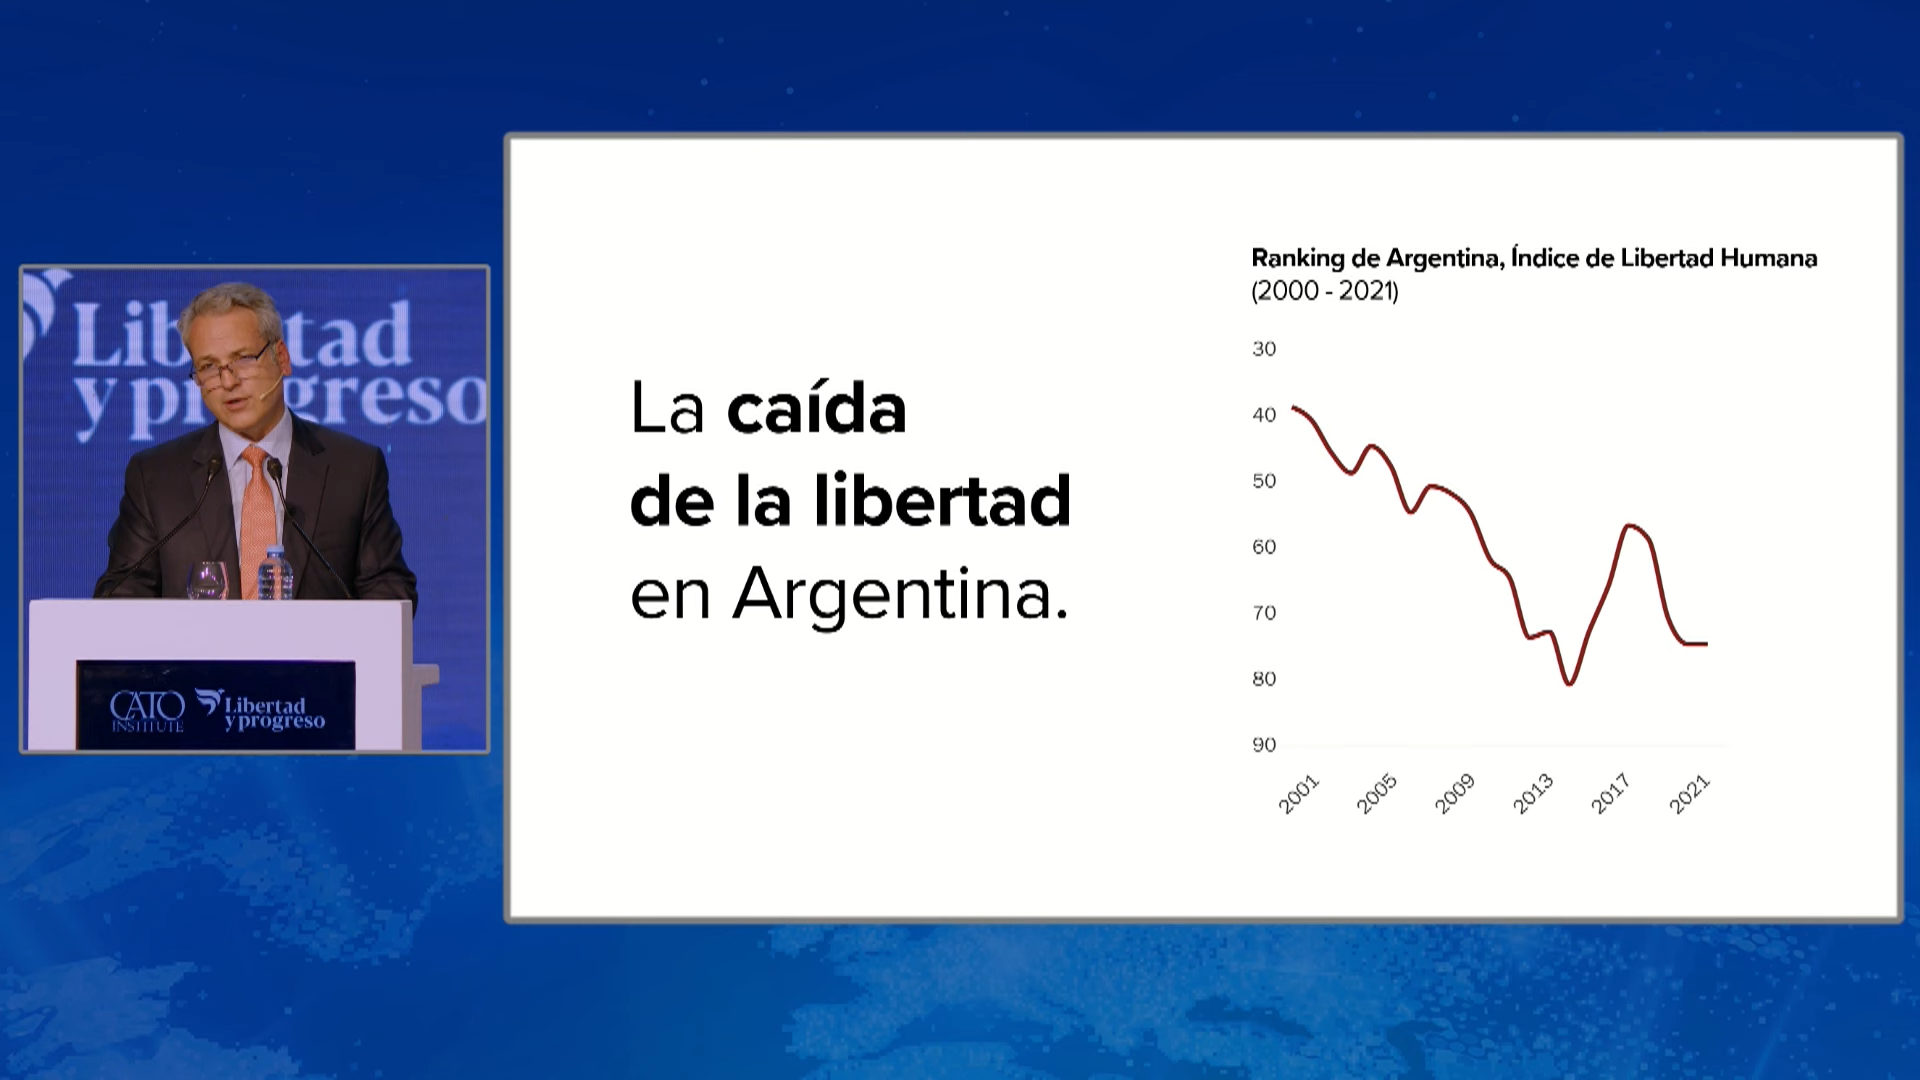 Libertad
y progreso
CATO
INSTITUTE
Libertad
y progreso
La caída
de la libertad
en Argentina.
Ranking de Argentina, Índice de Libertad Humana
(2000 - 2021)
30
40
50
60
70
80
90
2001
2005
2009
2013
2017
2021